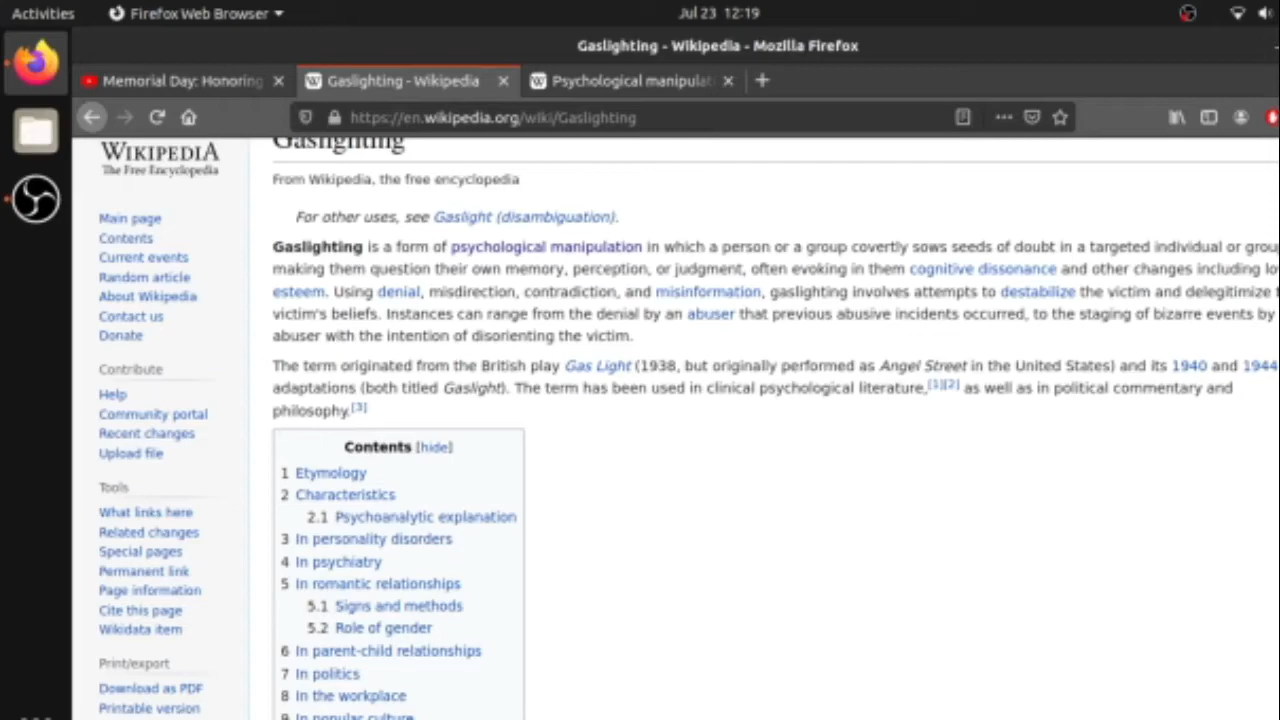 Activities
Firefox Web Browser
Jul 23 12:19
Gaslighting - Wikipedia - Mozilla Firefox
Memorial Day: Honoring
Gaslighting - Wikipedia
Psychological manipulat
https://en.wikipedia.org/wiki/Gaslighting
WIKIPEDIA
The Free Encyclopedia
Main page
Contents
Current events
Random article
About Wikipedia
Contact us
Donate
Contribute
Help
Community portal
Recent changes
Upload file
Tools
What links here
Related changes
Special pages
Permanent link
Page information
Cite this page
Wikidata item
Print/export
Download as PDF
Printable version
Gaslighting
From Wikipedia, the free encyclopedia
For other uses, see Gaslight (disambiguation).
Gaslighting is a form of psychological manipulation in which a person or a group covertly sows seeds of doubt in a targeted individual or grou
making them question their own memory, perception, or judgment, often evoking in them cognitive dissonance and other changes including lo
esteem. Using denial, misdirection, contradiction, and misinformation, gaslighting involves attempts to destabilize the victim and delegitimize t
victim's beliefs. Instances can range from the denial by an abuser that previous abusive incidents occurred, to the staging of bizarre events by
abuser with the intention of disorienting the victim.
The term originated from the British play Gas Light (1938, but originally performed as Angel Street in the United States) and its 1940 and 1944
adaptations (both titled Gaslight). The term has been used in clinical psychological literature,[1][2] as well as in political commentary and
philosophy.[3]
Contents [hide]
1 Etymology
2 Characteristics
2.1 Psychoanalytic explanation
3 In personality disorders
4 In psychiatry
5 In romantic relationships
5.1 Signs and methods
5.2 Role of gender
6 In parent-child relationships
7 In politics
8 In the workplace
9 In popular culture